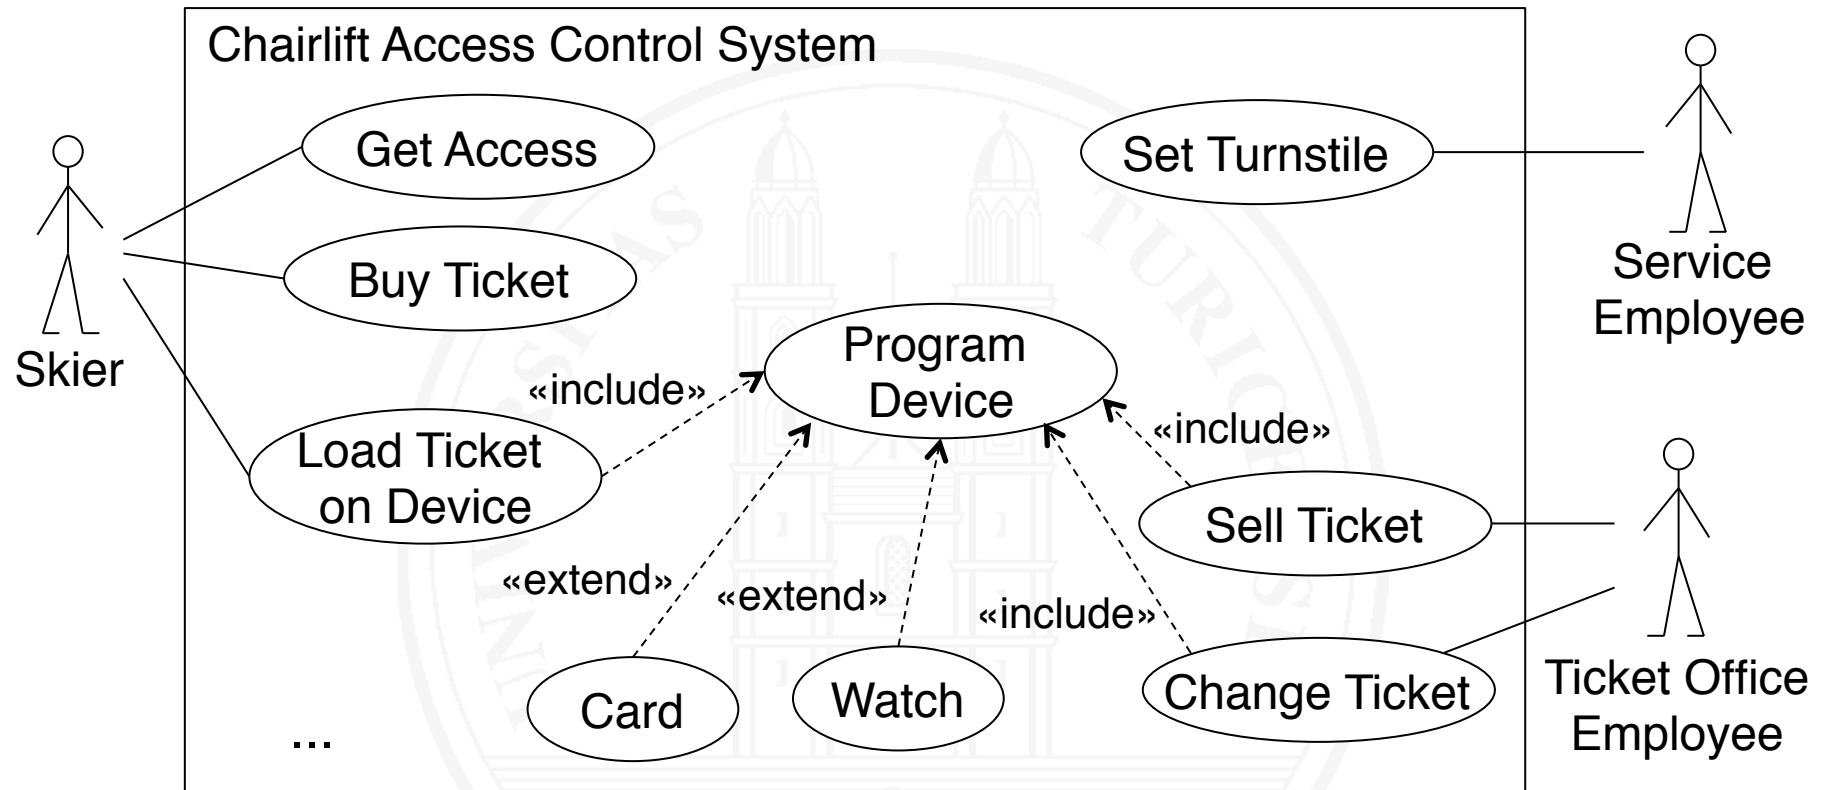 Chairlift Access Control System
Get Access
Set Turnstile
Buy Ticket
Service
Employee
Skier
Program
Device
«include»
«include»
Load Ticket
on Device
Sell Ticket
«extend»
«extend»
«include»
Card
Watch
Change Ticket
Ticket Office
Employee
...